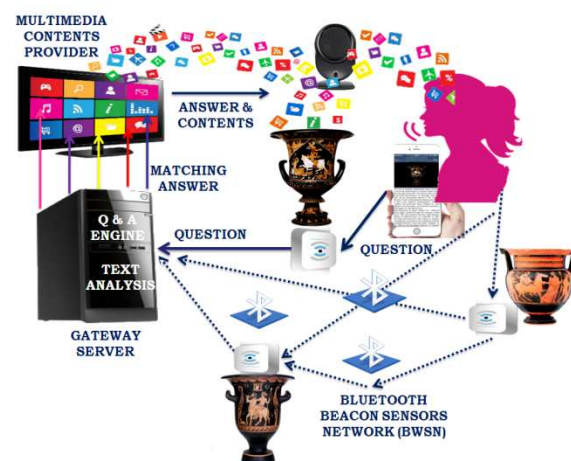 MULTIMEDIA
CONTENTS
PROVIDER
ANSWER &
CONTENTS
MATCHING
ANSWER
Q & A
ENGINE
TEXT
ANALYSIS
QUESTION
QUESTION
GATEWAY
SERVER
BLUETOOTH
BEACON SENSORS
NETWORK (BWSN)